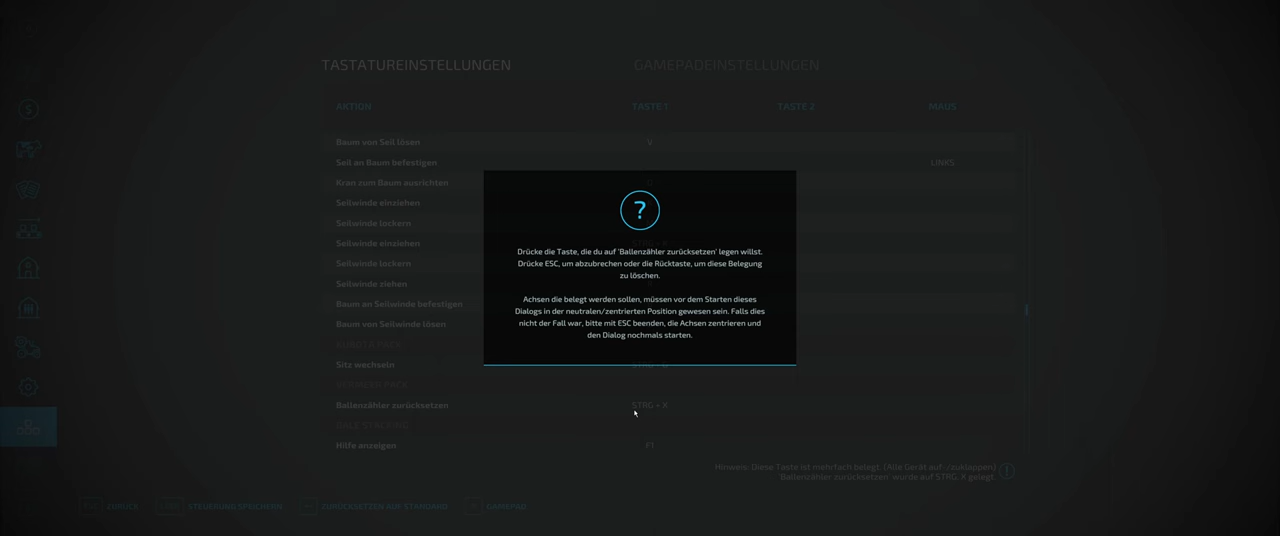 TASTATUREINSTELLUNGEN GAMEPADEINSTELLUNGEN
AKTION TASTE 1 TASTE 2 MAUS
Baum von Seil lösen V
Seil an Baum befestigen LINKS
Kran zum Baum ausrichten
Seilwinde einziehen
Seilwinde lockern
Seilwinde einziehen
Seilwinde lockern
Seilwinde ziehen
Baum an Seilwinde befestigen
Baum von Seilwinde lösen
KUBOTA PACK
Sitz wechseln
Ballenzähler zurücksetzen STRG + X
BALE STACKING
Hilfe anzeigen F1
?
Drücke die Taste, die du auf 'Ballenzähler zurücksetzen' legen willst.
Drücke ESC, um abzubrechen oder die Rücktaste, um diese Belegung
zu löschen.
Achsen die belegt werden sollen, müssen vor dem Starten dieses
Dialogs in der neutralen/zentrierten Position gewesen sein. Falls dies
nicht der Fall war, bitte mit ESC beenden, die Achsen zentrieren und
den Dialog nochmals starten.
Hinweis: Diese Taste ist mehrfach belegt. (Alle Gerät auf-/zuklappen)
'Ballenzähler zurücksetzen' wurde auf STRG, X gelegt.
ESC ZURÜCK STEUERUNG SPEICHERN ZURÜCKSETZEN AUF STANDARD GAMEPAD